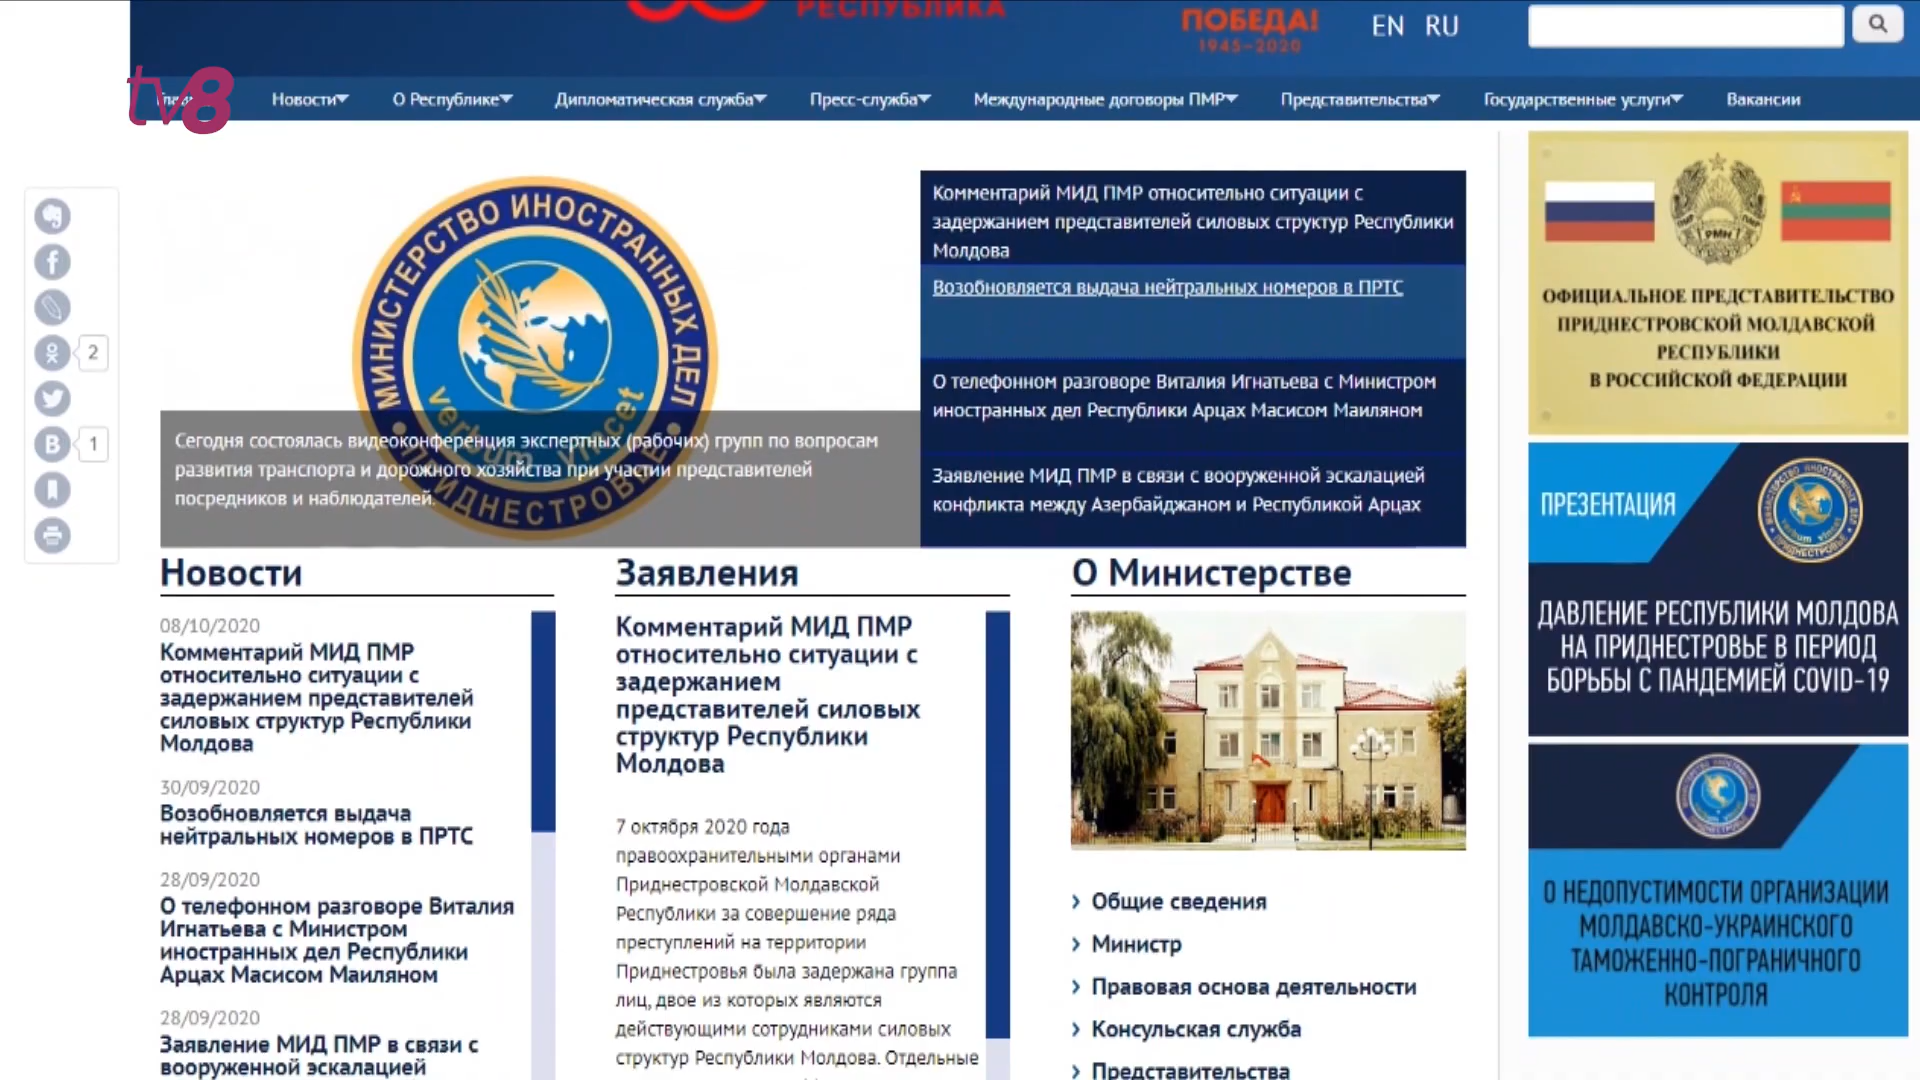 РЕСПУБЛИКА
ПОБЕДА!
1945–2020
EN RU
tv8
Новости
О Республике
Дипломатическая служба
Пресс-служба
Международные договоры ПМР
Представительства
Государственные услуги
Вакансии
2
В
1
МИНИСТЕРСТВО ИНОСТРАННЫХ ДЕЛ
verbum vincet
ПРИДНЕСТРОВЬЕ
Сегодня состоялась видеоконференция экспертных (рабочих) групп по вопросам
развития транспорта и дорожного хозяйства при участии представителей
посредников и наблюдателей.
Комментарий МИД ПМР относительно ситуации с
задержанием представителей силовых структур Республики
Молдова
Возобновляется выдача нейтральных номеров в ПРТС
О телефонном разговоре Виталия Игнатьева с Министром
иностранных дел Республики Арцах Масисом Маиляном
Заявление МИД ПМР в связи с вооруженной эскалацией
конфликта между Азербайджаном и Республикой Арцах
Новости
08/10/2020
Комментарий МИД ПМР
относительно ситуации с
задержанием представителей
силовых структур Республики
Молдова
30/09/2020
Возобновляется выдача
нейтральных номеров в ПРТС
28/09/2020
О телефонном разговоре Виталия
Игнатьева с Министром
иностранных дел Республики
Арцах Масисом Маиляном
28/09/2020
Заявление МИД ПМР в связи с
вооруженной эскалацией
Заявления
Комментарий МИД ПМР
относительно ситуации с
задержанием
представителей силовых
структур Республики
Молдова
7 октября 2020 года
правоохранительными органами
Приднестровской Молдавской
Республики за совершение ряда
преступлений на территории
Приднестровья была задержана группа
лиц, двое из которых являются
действующими сотрудниками силовых
структур Республики Молдова. Отдельные
О Министерстве
Общие сведения
Министр
Правовая основа деятельности
Консульская служба
Представительства
ОФИЦИАЛЬНОЕ ПРЕДСТАВИТЕЛЬСТВО
ПРИДНЕСТРОВСКОЙ МОЛДАВСКОЙ
РЕСПУБЛИКИ
В РОССИЙСКОЙ ФЕДЕРАЦИИ
ПРЕЗЕНТАЦИЯ
МИНИСТЕРСТВО ИНОСТРАННЫХ ДЕЛ
verbum vincet
ПРИДНЕСТРОВЬЕ
ДАВЛЕНИЕ РЕСПУБЛИКИ МОЛДОВА
НА ПРИДНЕСТРОВЬЕ В ПЕРИОД
БОРЬБЫ С ПАНДЕМИЕЙ COVID-19
О НЕДОПУСТИМОСТИ ОРГАНИЗАЦИИ
МОЛДАВСКО-УКРАИНСКОГО
ТАМОЖЕННО-ПОГРАНИЧНОГО
КОНТРОЛЯ